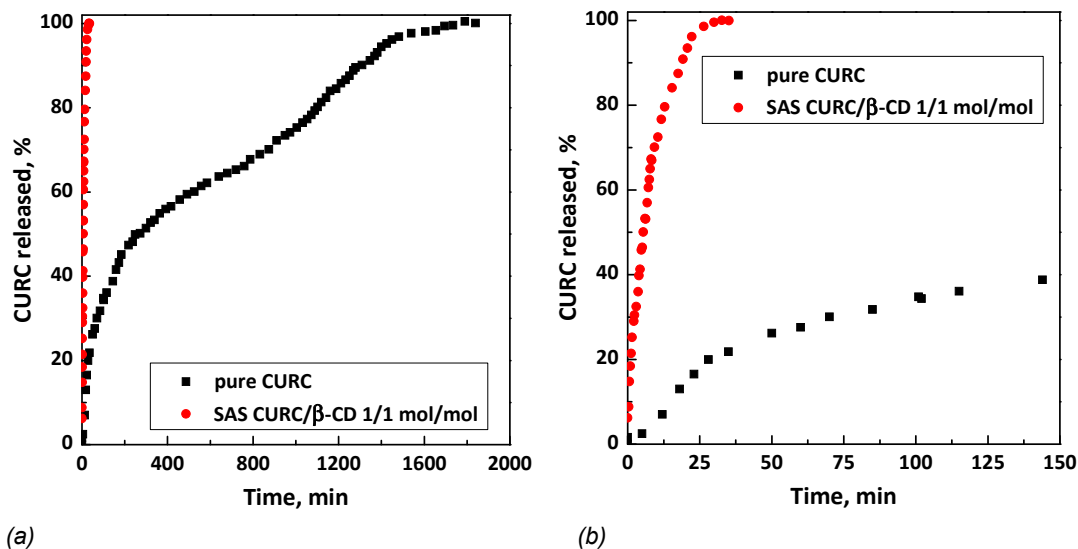 100
80
60
40
20
0
CURC released, %
pure CURC
SAS CURC/β-CD 1/1 mol/mol
0 400 800 1200 1600 2000
Time, min
(a)
(b)
100
80
60
40
20
0
CURC released, %
pure CURC
SAS CURC/β-CD 1/1 mol/mol
0 25 50 75 100 125 150
Time, min